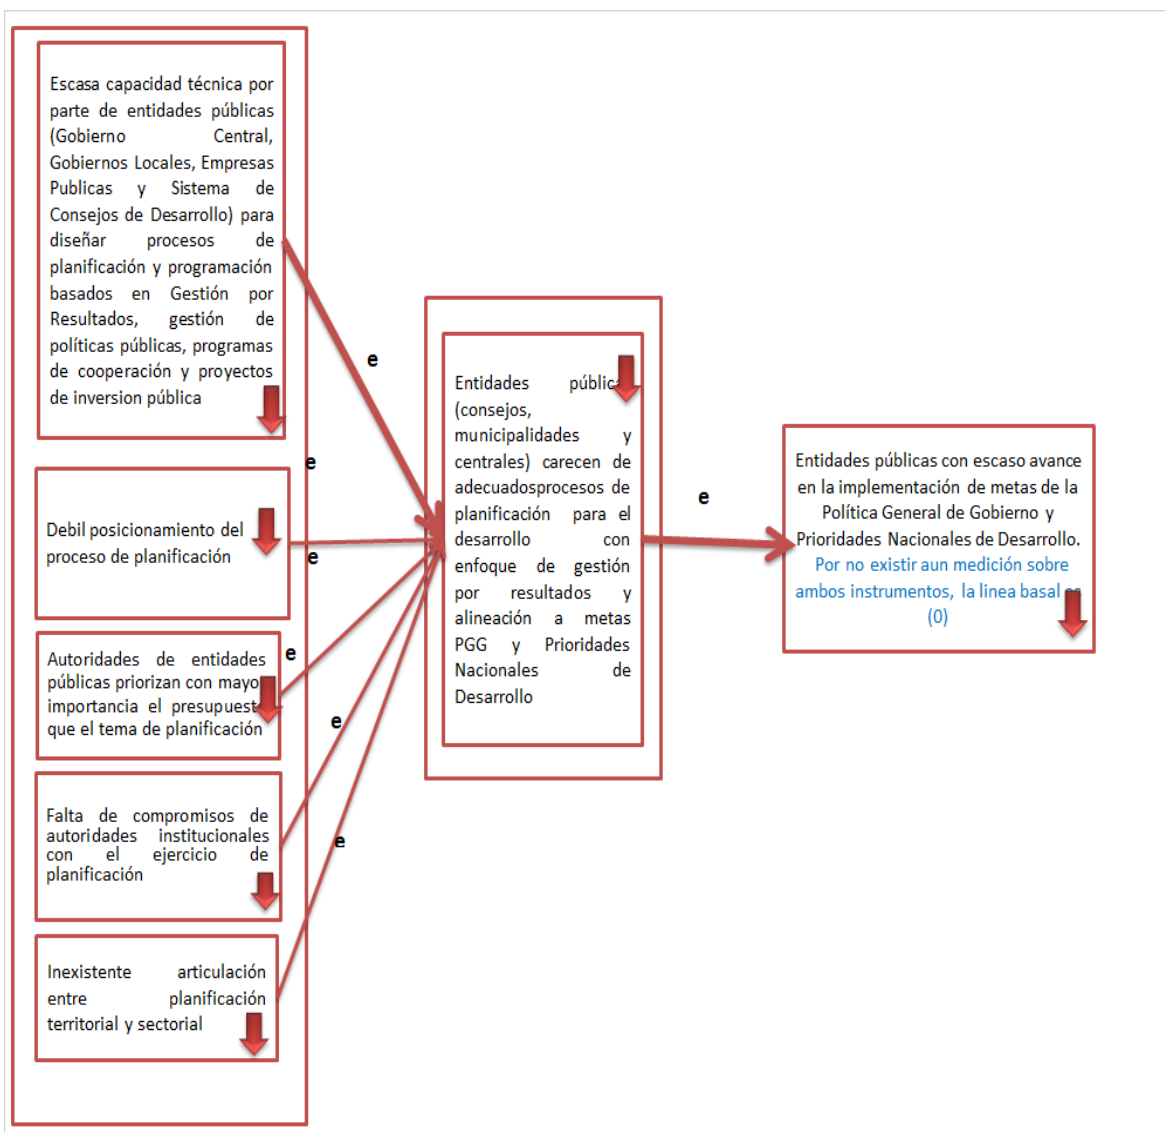 Escasa capacidad técnica por
parte de entidades públicas
(Gobierno Central,
Gobiernos Locales, Empresas
Publicas y Sistema de
Consejos de Desarrollo) para
diseñar procesos de
planificación y programación
basados en Gestión por
Resultados, gestión de
políticas públicas, programas
de cooperación y proyectos
de inversion pública
e
e
Debil posicionamiento del
proceso de planificación
e
Autoridades de entidades
públicas priorizan con mayor
importancia el presupuesto
que el tema de planificación
e
Falta de compromisos de
autoridades institucionales
con el ejercicio de
planificación
e
Inexistente articulación
entre planificación
territorial y sectorial
e
Entidades públicas
(consejos,
municipalidades y
centrales) carecen de
adecuadosprocesos de
planificación para el
desarrollo con
enfoque de gestión
por resultados y
alineación a metas
PGG y Prioridades
Nacionales de
Desarrollo
e
Entidades públicas con escaso avance
en la implementación de metas de la
Política General de Gobierno y
Prioridades Nacionales de Desarrollo.
Por no existir aun medición sobre
ambos instrumentos, la linea basal es
(0)